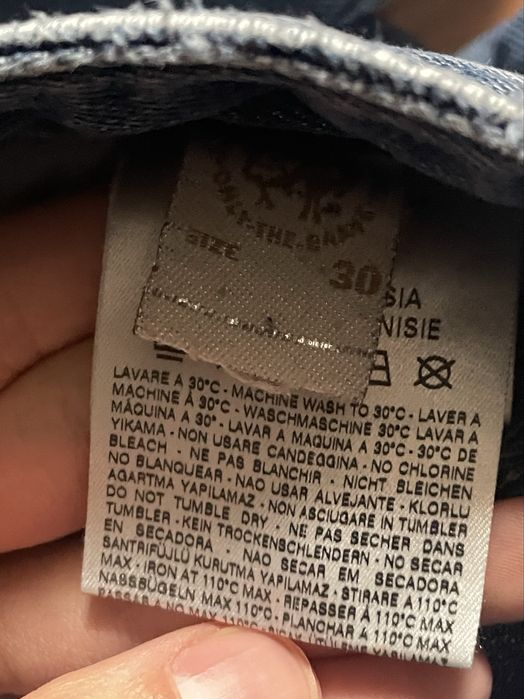 ONLY-THE-BRAVE
SIZE 30
SIA
NISIE
LAVARE A 30°C - MACHINE WASH TO 30°C - LAVER A
MACHINE À 30°C - WASCHMASCHINE 30°C LAVAR A
MÁQUINA A 30° - LAVAR A MAQUINA A 30°C - 30°C DE
YIKAMA - NON USARE CANDEGGINA - NO CHLORINE
BLEACH - NE PAS BLANCHIR - NICHT BLEICHEN
NO BLANQUEAR - NAO USAR ALVEJANTE - KLORLU
AGARTMA YAPILAMAZ - NON ASCIUGARE IN TUMBLER
DO NOT TUMBLE DRY - NE PAS SECHER DANS
TUMBLER - KEIN TROCKENSCHLENDERN - NO SECAR
EN SECADORA - NAO SECAR EM SECADORA
SANTRIFÜJLÜ KURUTMA YAPILAMAZ - STIRARE A 110°C
MAX - IRON AT 110°C MAX - REPASSER À 110°C MAX
NASSBÜGELN MAX 110°C - PLANCHAR A 110°C MAX